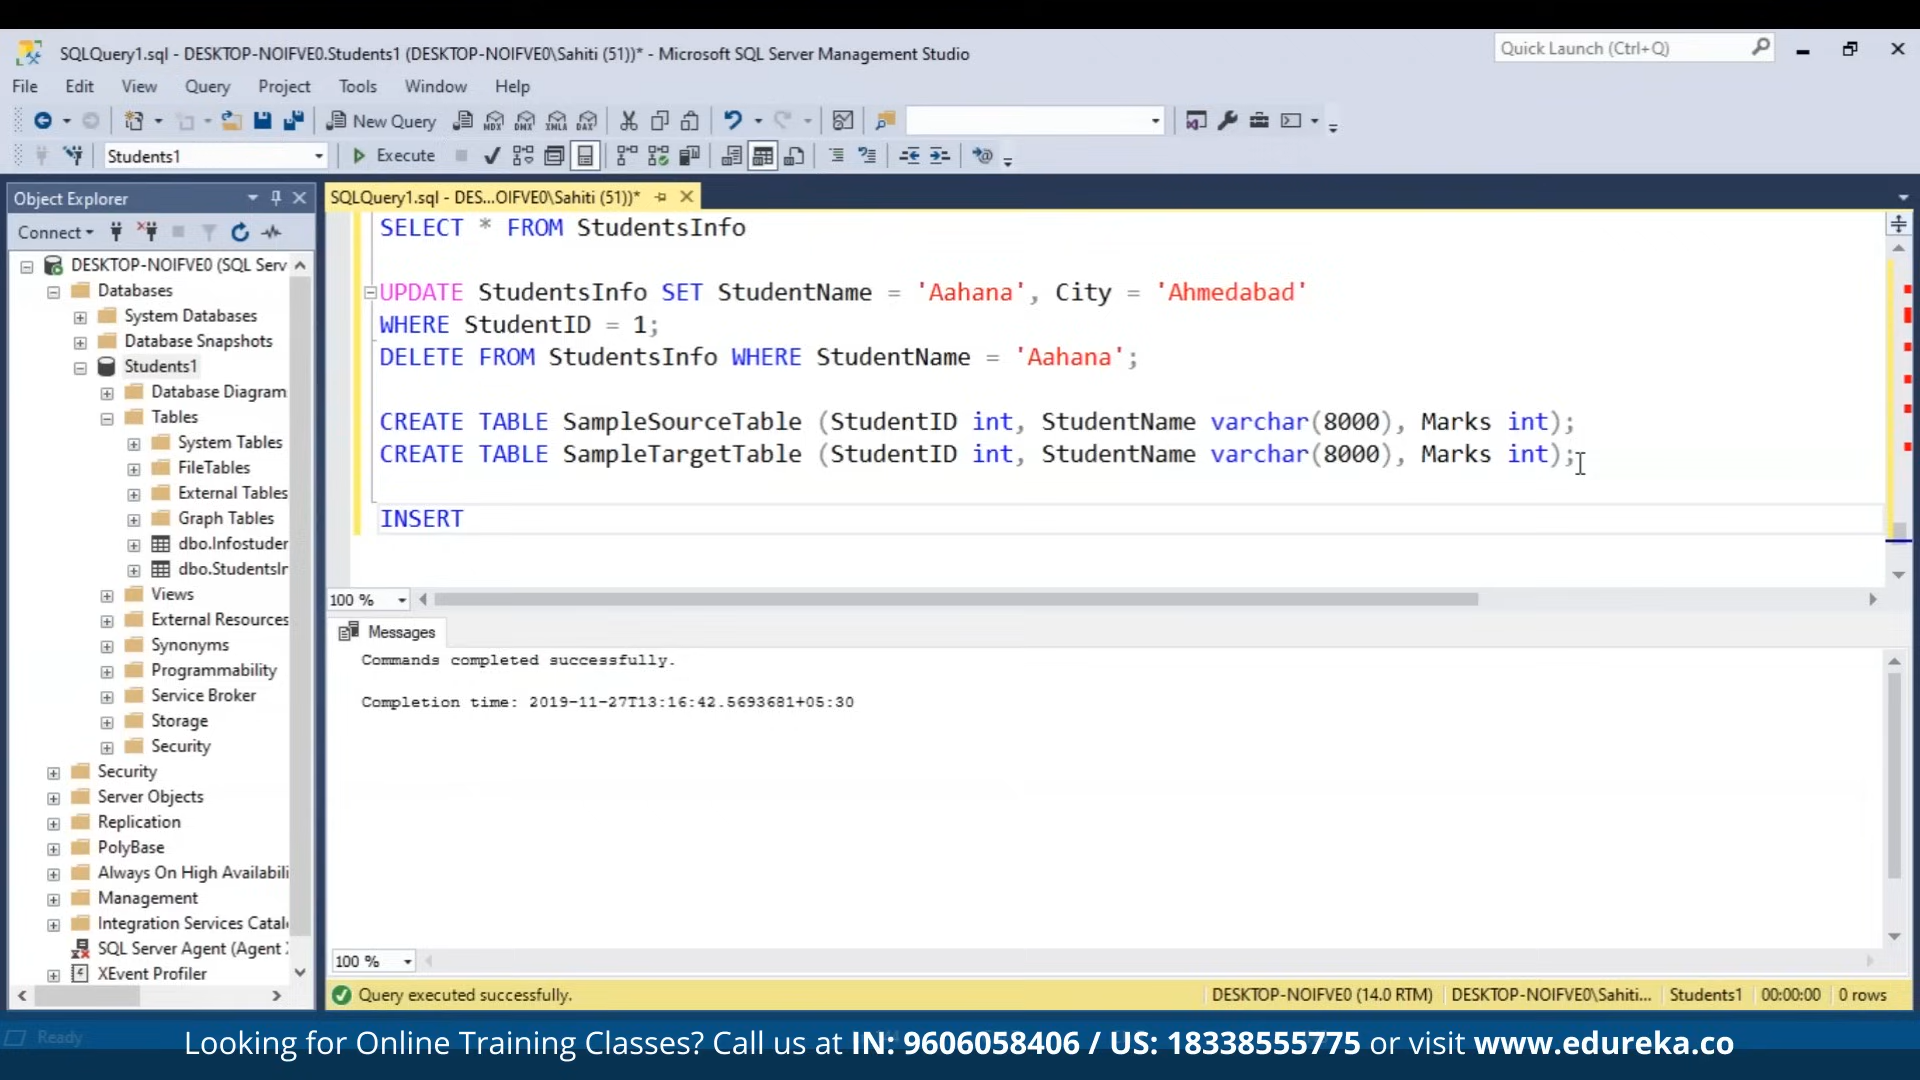 SQLQuery1.sql - DESKTOP-NOIFVE0.Students1 (DESKTOP-NOIFVE0\Sahiti (51))* - Microsoft SQL Server Management Studio
Quick Launch (Ctrl+Q)
File Edit View Query Project Tools Window Help
New Query
MDX DMX XMLA DAX
Students1
Execute
Object Explorer
SQLQuery1.sql - DES...OIFVE0\Sahiti (51))*
Connect
DESKTOP-NOIFVE0 (SQL Serv
Databases
System Databases
Database Snapshots
Students1
Database Diagram
Tables
System Tables
FileTables
External Tables
Graph Tables
dbo.Infostuder
dbo.StudentsIr
Views
External Resources
Synonyms
Programmability
Service Broker
Storage
Security
Security
Server Objects
Replication
PolyBase
Always On High Availabili
Management
Integration Services Catal
SQL Server Agent (Agent
XEvent Profiler
SELECT * FROM StudentsInfo
UPDATE StudentsInfo SET StudentName = 'Aahana', City = 'Ahmedabad'
WHERE StudentID = 1;
DELETE FROM StudentsInfo WHERE StudentName = 'Aahana';
CREATE TABLE SampleSourceTable (StudentID int, StudentName varchar(8000), Marks int);
CREATE TABLE SampleTargetTable (StudentID int, StudentName varchar(8000), Marks int);
INSERT
100 %
Messages
Commands completed successfully.
Completion time: 2019-11-27T13:16:42.5693681+05:30
100 %
Query executed successfully.
DESKTOP-NOIFVE0 (14.0 RTM) DESKTOP-NOIFVE0\Sahiti... Students1 00:00:00 0 rows
Ready
Looking for Online Training Classes? Call us at IN: 9606058406 / US: 18338555775 or visit www.edureka.co